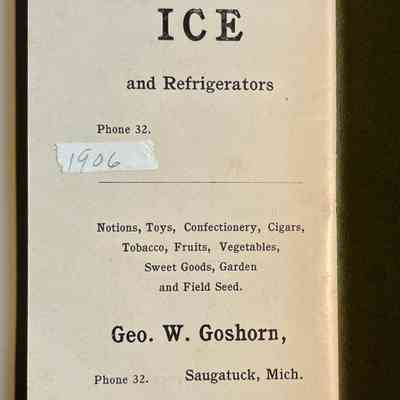 ICE
and Refrigerators
Phone 32.
1906
Notions, Toys, Confectionery, Cigars,
Tobacco, Fruits, Vegetables,
Sweet Goods, Garden
and Field Seed.
Geo. W. Goshorn,
Phone 32. Saugatuck, Mich.